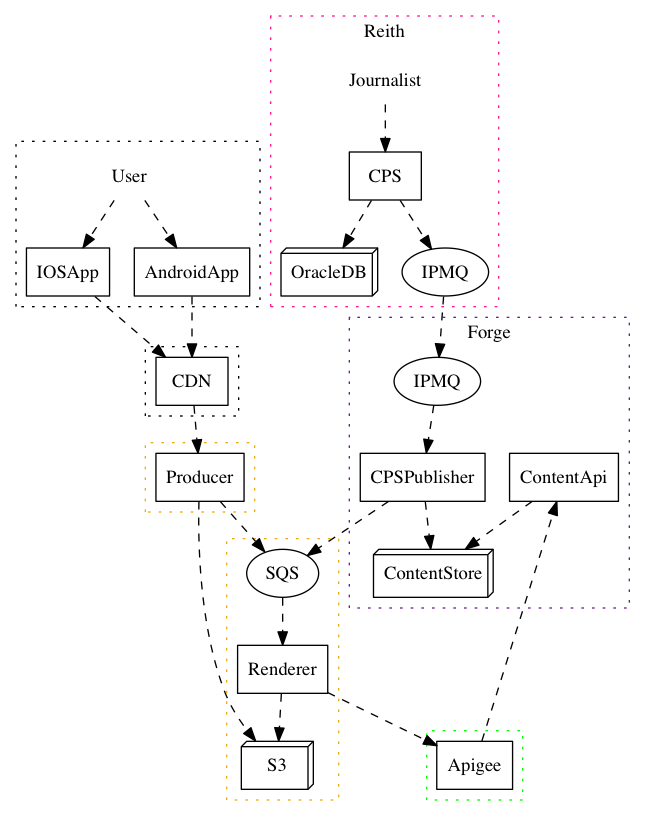 Reith
Journalist
User
CPS
IOSApp
AndroidApp
OracleDB
IPMQ
Forge
CDN
IPMQ
Producer
CPSPublisher
ContentApi
SQS
ContentStore
Renderer
S3
Apigee